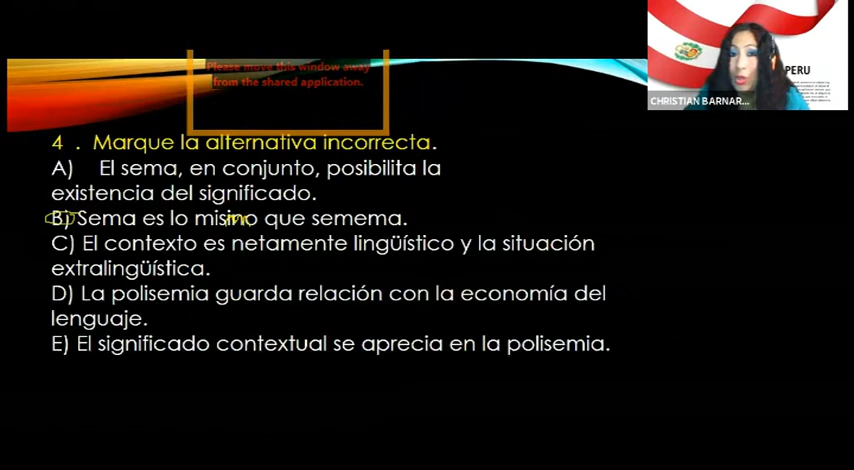 Please move this window away
from the shared application.
PERU
CHRISTIAN BARNAR...
4 . Marque la alternativa incorrecta.
A) El sema, en conjunto, posibilita la
existencia del significado.
B) Sema es lo mismo que semema.
C) El contexto es netamente lingüístico y la situación
extralingüística.
D) La polisemia guarda relación con la economía del
lenguaje.
E) El significado contextual se aprecia en la polisemia.